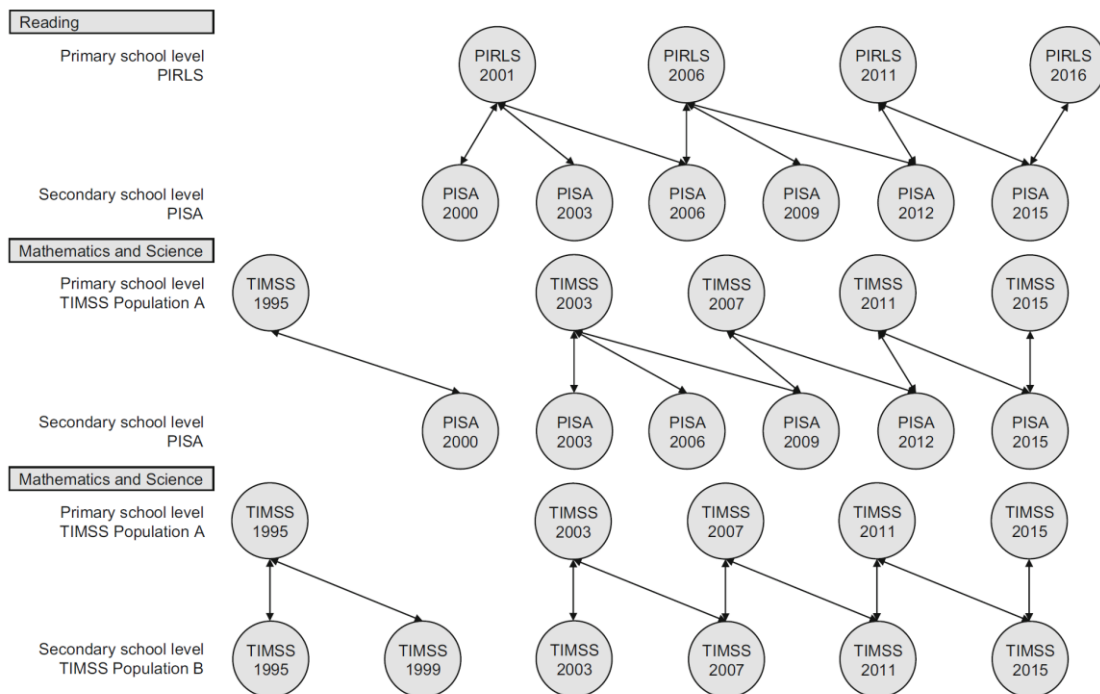 Reading
Primary school level
PIRLS
PIRLS
2001
PIRLS
2006
PIRLS
2011
PIRLS
2016
Secondary school level
PISA
PISA
2000
PISA
2003
PISA
2006
PISA
2009
PISA
2012
PISA
2015
Mathematics and Science
Primary school level
TIMSS Population A
TIMSS
1995
TIMSS
2003
TIMSS
2007
TIMSS
2011
TIMSS
2015
Secondary school level
PISA
PISA
2000
PISA
2003
PISA
2006
PISA
2009
PISA
2012
PISA
2015
Mathematics and Science
Primary school level
TIMSS Population A
TIMSS
1995
TIMSS
2003
TIMSS
2007
TIMSS
2011
TIMSS
2015
Secondary school level
TIMSS Population B
TIMSS
1995
TIMSS
1999
TIMSS
2003
TIMSS
2007
TIMSS
2011
TIMSS
2015